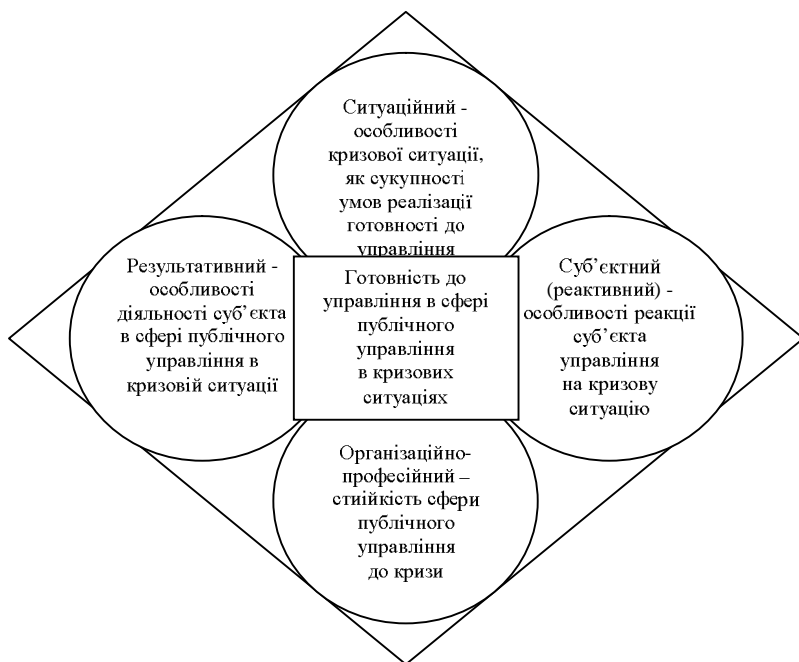 Ситуаційний -
особливості
кризової ситуації,
як сукупності
умов реалізації
готовності до
управління
Результативний -
особливості
діяльності суб’єкта
в сфері публічного
управління в
кризовій ситуації
Готовність до
управління в сфері
публічного
управління
в кризових
ситуаціях
Суб’єктний
(реактивний) -
особливості реакції
суб’єкта
управління
на кризову
ситуацію
Організаційно-
професійний –
стиійкість сфери
публічного
управління
до кризи